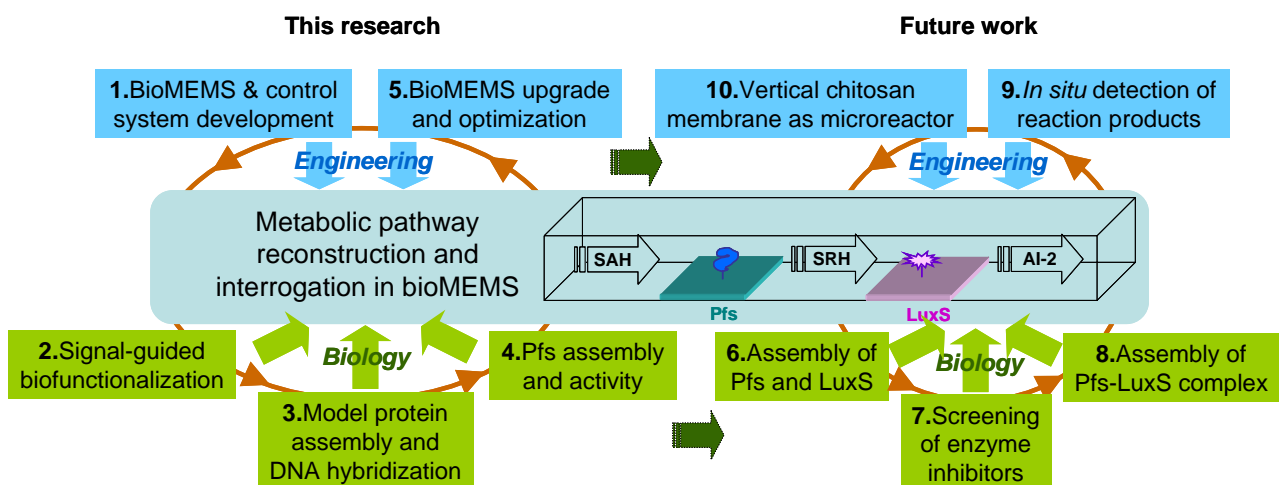 This research
Future work
1.BioMEMS & control
system development
5.BioMEMS upgrade
and optimization
10.Vertical chitosan
membrane as microreactor
9.In situ detection of
reaction products
Engineering
Engineering
Metabolic pathway
reconstruction and
interrogation in bioMEMS
SAH
SRH
AI-2
Pfs
LuxS
2.Signal-guided
biofunctionalization
Biology
4.Pfs assembly
and activity
6.Assembly of
Pfs and LuxS
Biology
8.Assembly of
Pfs-LuxS complex
3.Model protein
assembly and
DNA hybridization
7.Screening
of enzyme
inhibitors